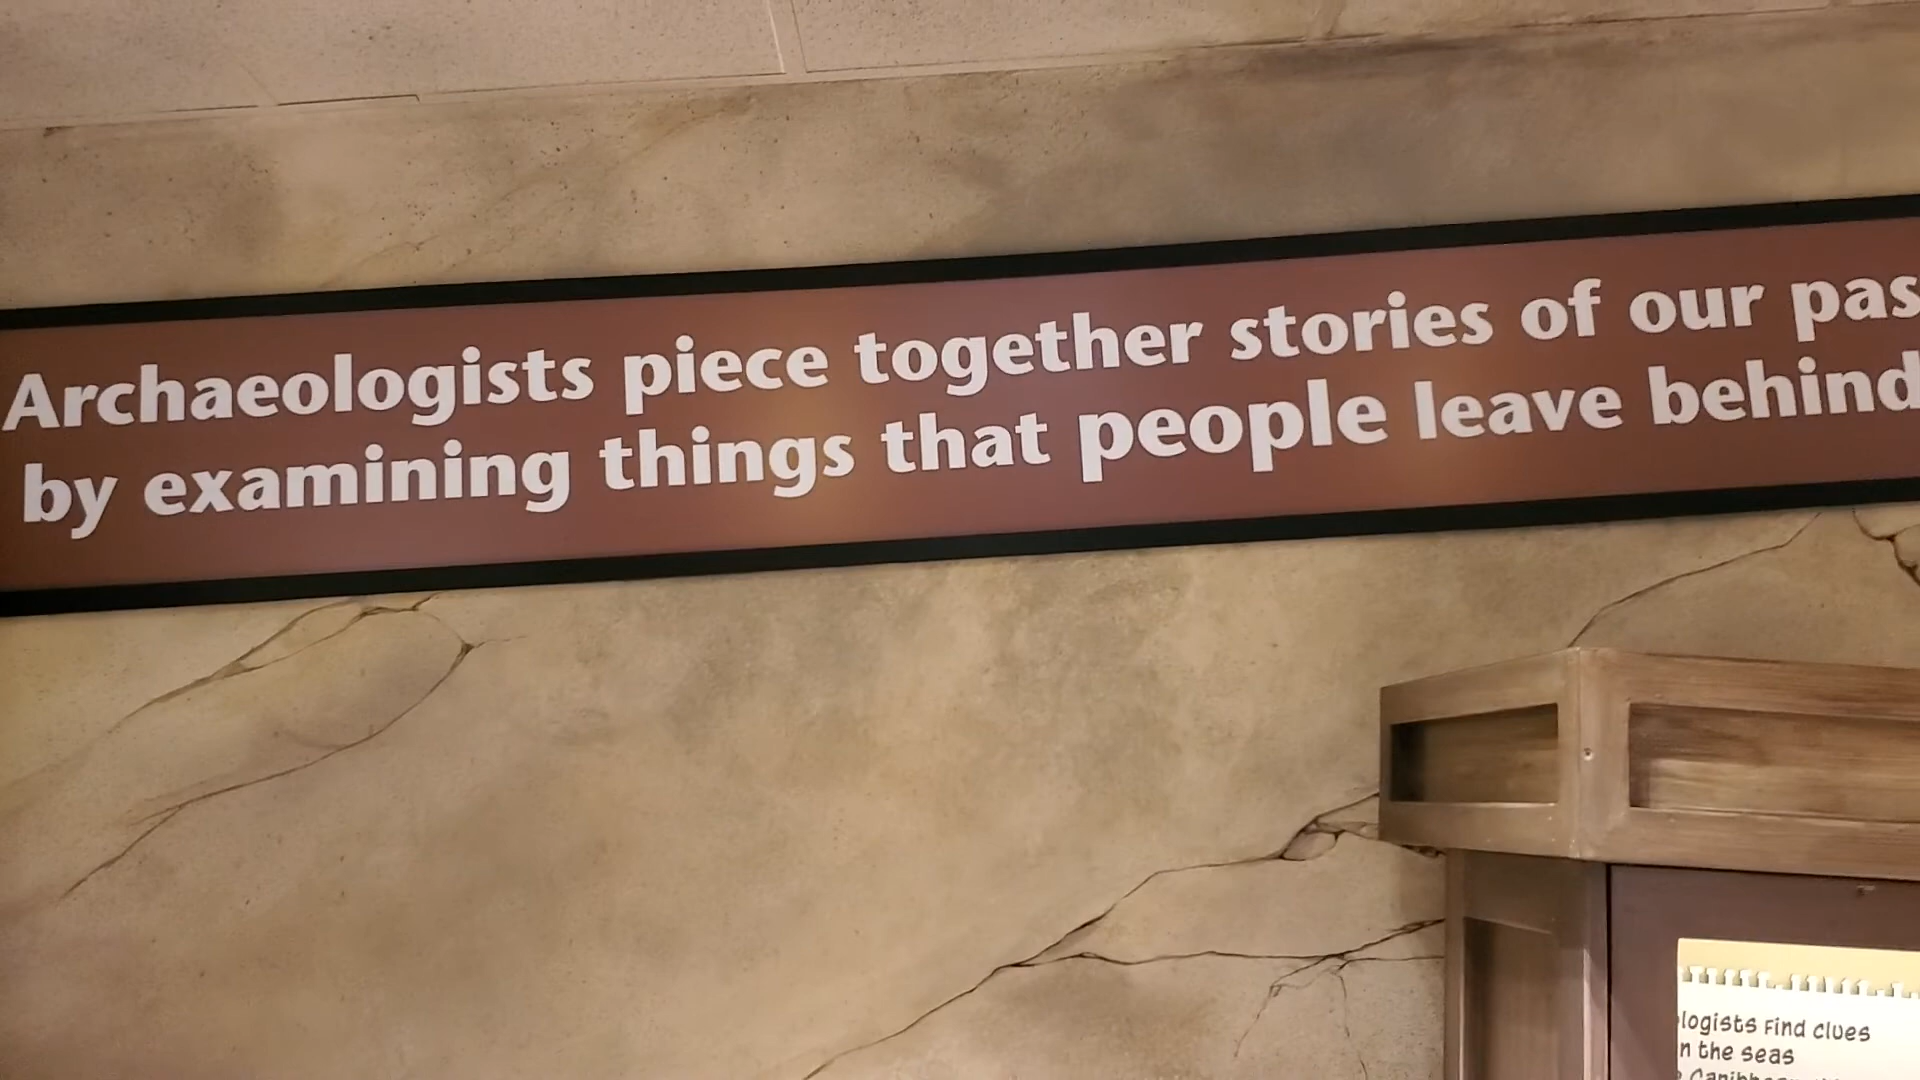 Archaeologists piece together stories of our pas
by examining things that people leave behind
logists Find clues
n the seas